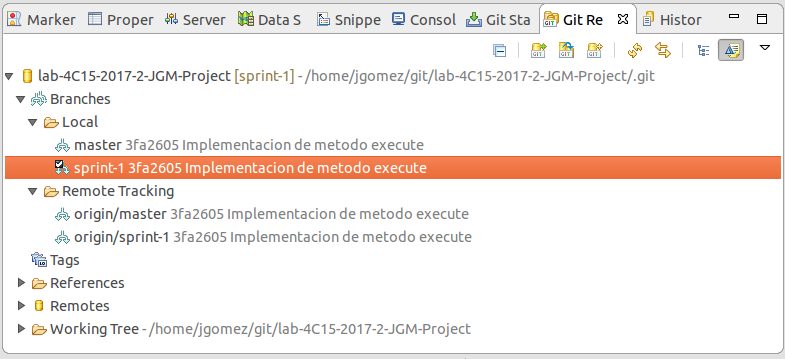 Marker Proper Server Data S Snippe Consol Git Sta Git Re Histor
lab-4C15-2017-2-JGM-Project [sprint-1] - /home/jgomez/git/lab-4C15-2017-2-JGM-Project/.git
Branches
Local
master 3fa2605 Implementacion de metodo execute
sprint-1 3fa2605 Implementacion de metodo execute
Remote Tracking
origin/master 3fa2605 Implementacion de metodo execute
origin/sprint-1 3fa2605 Implementacion de metodo execute
Tags
References
Remotes
Working Tree - /home/jgomez/git/lab-4C15-2017-2-JGM-Project